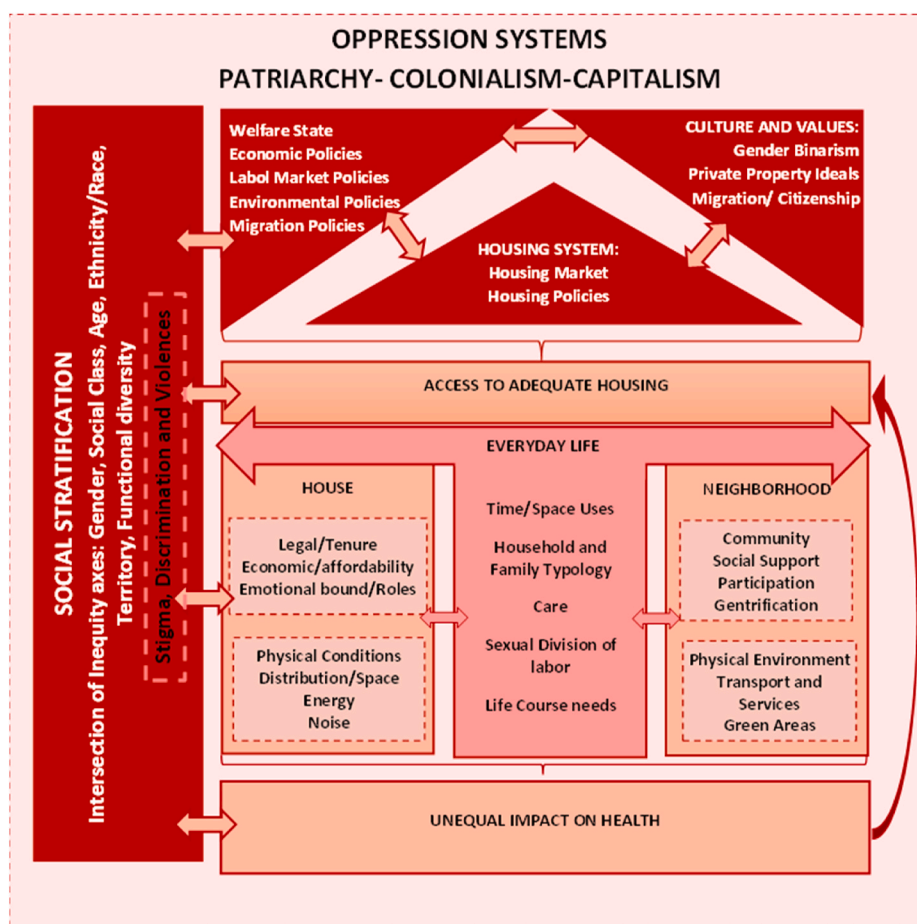 OPPRESSION SYSTEMS
PATRIARCHY- COLONIALISM-CAPITALISM
SOCIAL STRATIFICATION
Intersection of Inequity axes: Gender, Social Class, Age, Ethnicity/Race,
Territory, Functional diversity
Stigma, Discrimination and Violences
Welfare State
Economic Policies
Labol Market Policies
Environmental Policies
Migration Policies
CULTURE AND VALUES:
Gender Binarism
Private Property Ideals
Migration/ Citizenship
HOUSING SYSTEM:
Housing Market
Housing Policies
ACCESS TO ADEQUATE HOUSING
EVERYDAY LIFE
HOUSE
Legal/Tenure
Economic/affordability
Emotional bound/Roles
Physical Conditions
Distribution/Space
Energy
Noise
Time/Space Uses
Household and
Family Typology
Care
Sexual Division of
labor
Life Course needs
NEIGHBORHOOD
Community
Social Support
Participation
Gentrification
Physical Environment
Transport and
Services
Green Areas
UNEQUAL IMPACT ON HEALTH